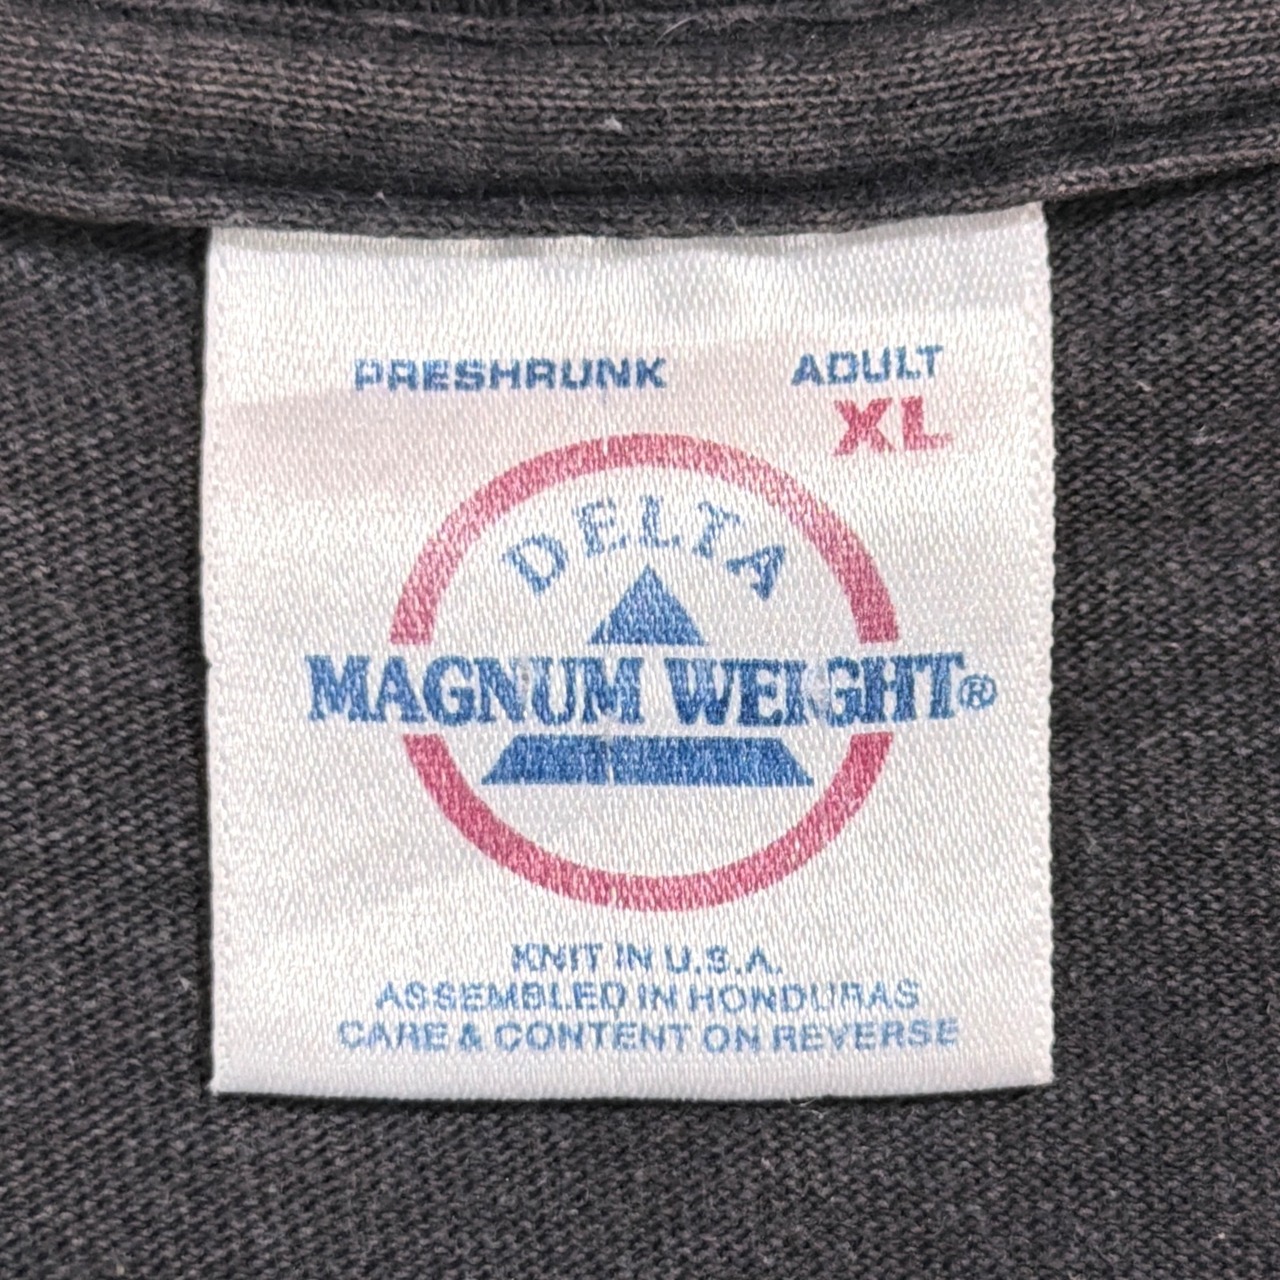 PRESHRUNK ADULT
XL
DELTA
MAGNUM WEIGHT®
KNIT IN U.S.A.
ASSEMBLED IN HONDURAS
CARE & CONTENT ON REVERSE